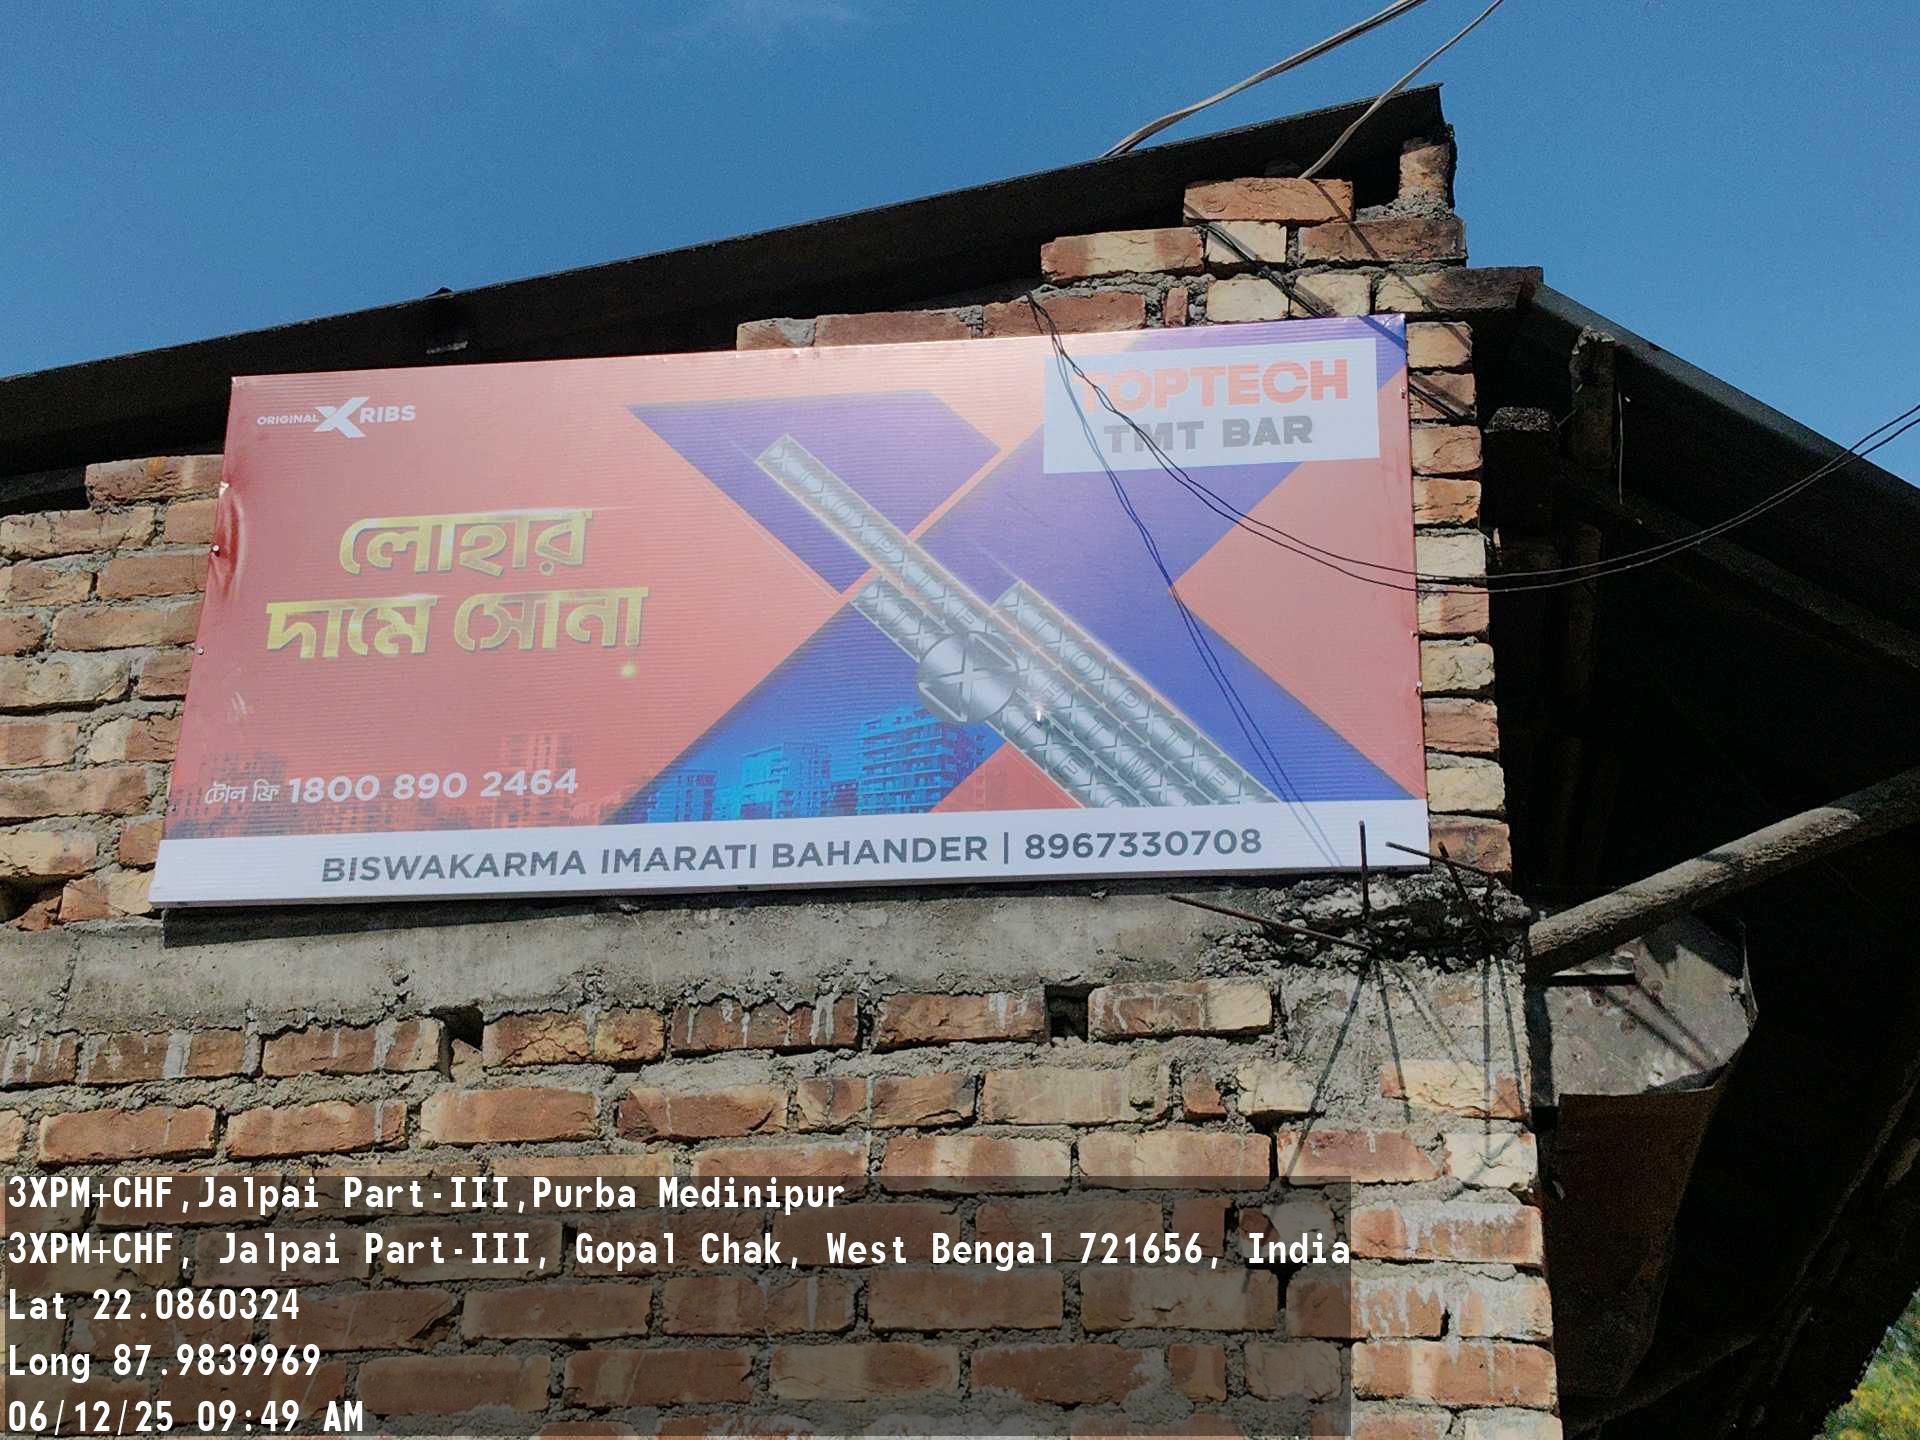 ORIGINAL X RIBS
TOPTECH
TMT BAR
লোহার
দামে সোনা
টোল ফ্রি 1800 890 2464
BISWAKARMA IMARATI BAHANDER | 8967330708
3XPM+CHF,Jalpai Part-III,Purba Medinipur
3XPM+CHF, Jalpai Part-III, Gopal Chak, West Bengal 721656, India
Lat 22.0860324
Long 87.9839969
06/12/25 09:49 AM